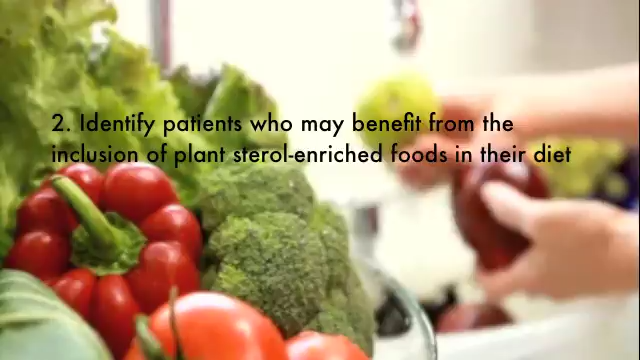 2. Identify patients who may benefit from the
inclusion of plant sterol-enriched foods in their diet